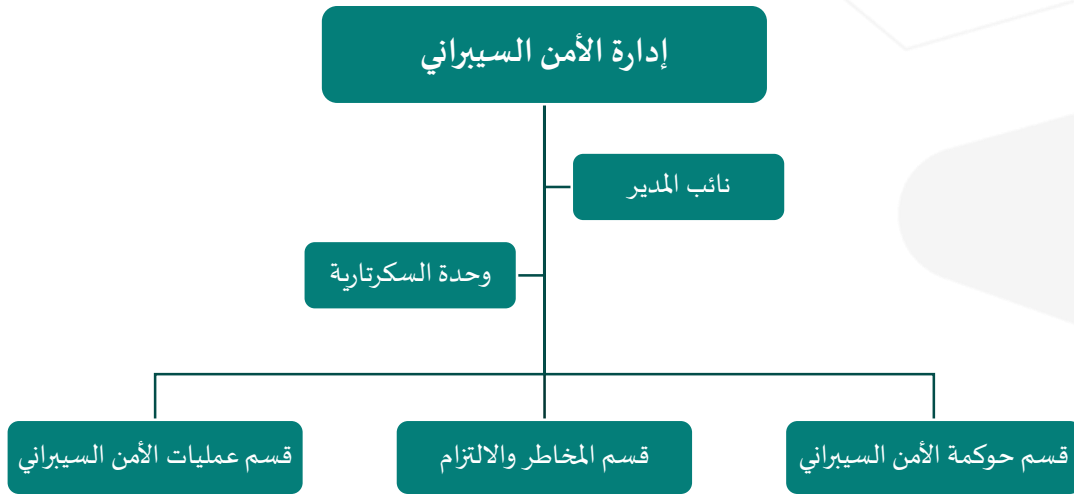 إدارة الأمن السيبراني
نائب المدير
وحدة السكرتارية
قسم حوكمة الأمن السيبراني
قسم المخاطر والالتزام
قسم عمليات الأمن السيبراني